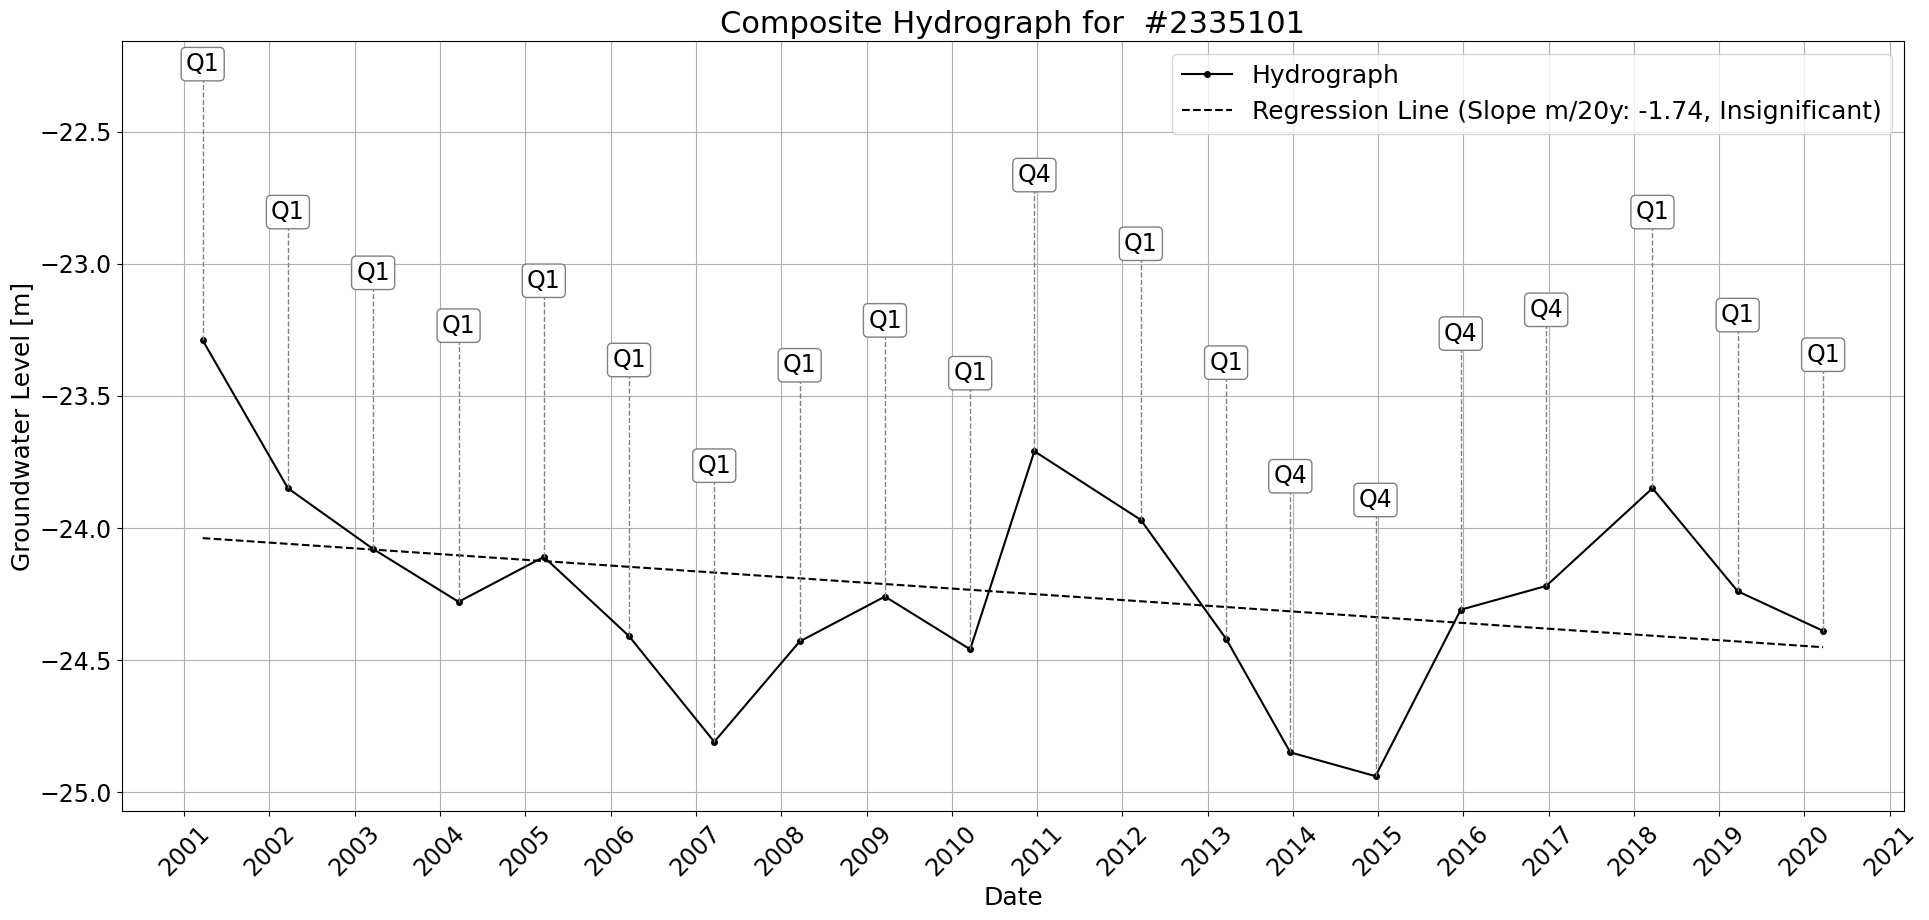 Composite Hydrograph for  #2335101
Hydrograph
Regression Line (Slope m/20y: -1.74, Insignificant)
Groundwater Level [m]
−22.5
−23.0
−23.5
−24.0
−24.5
−25.0
Q1
Q1
Q1
Q1
Q1
Q1
Q1
Q1
Q1
Q1
Q4
Q1
Q1
Q4
Q4
Q4
Q4
Q1
Q1
Q1
2001
2002
2003
2004
2005
2006
2007
2008
2009
2010
2011
2012
2013
2014
2015
2016
2017
2018
2019
2020
2021
Date